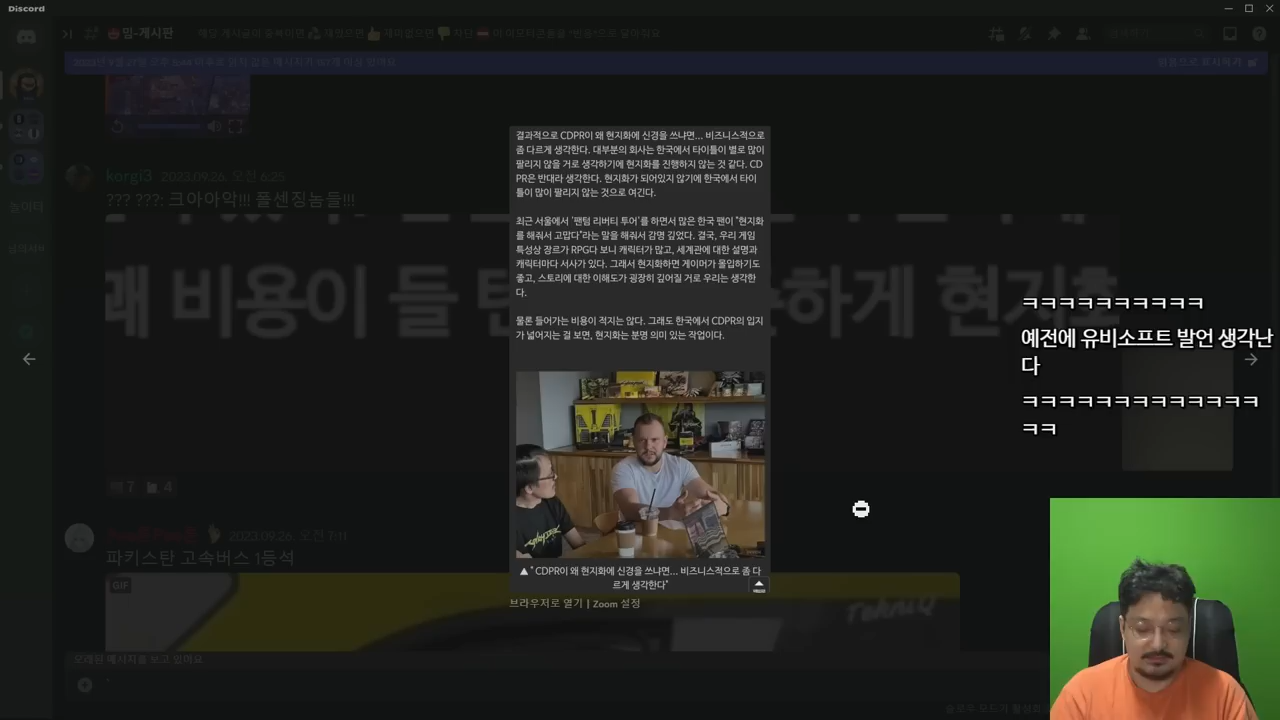 Discord
밈-게시판
korgi3 2023.09.26. 오전 6:25
??? ???: 크아아악!!! 폴센징놈들!!!
결과적으로 CDPR이 왜 현지화에 신경을 쓰냐면... 비즈니스적으로
좀 다르게 생각한다. 대부분의 회사는 한국에서 타이틀이 별로 많이
팔리지 않을 거로 생각하기에 현지화를 진행하지 않는 것 같다. CD
PR은 반대라 생각한다. 현지화가 되어있지 않기에 한국에서 타이
틀이 많이 팔리지 않는 것으로 여긴다.
최근 서울에서 '팬텀 리버티 투어'를 하면서 많은 한국 팬이 "현지화
를 해줘서 고맙다"라는 말을 해줘서 감명 깊었다. 결국, 우리 게임
특성상 장르가 RPG다 보니 캐릭터가 많고, 세계관에 대한 설명과
캐릭터마다 서사가 있다. 그래서 현지화하면 게이머가 몰입하기도
좋고, 스토리에 대한 이해도가 굉장히 깊어질 거로 우리는 생각한
다.
물론 들어가는 비용이 적지는 않다. 그래도 한국에서 CDPR의 입지
가 넓어지는 걸 보면, 현지화는 분명 의미 있는 작업이다.
▲ " CDPR이 왜 현지화에 신경을 쓰냐면... 비즈니스적으로 좀 다
르게 생각한다"
브라우저로 열기 | Zoom 설정
ㅋㅋㅋㅋㅋㅋㅋㅋㅋㅋ
예전에 유비소프트 발언 생각난
다
ㅋㅋㅋㅋㅋㅋㅋㅋㅋㅋㅋㅋㅋ
ㅋㅋ
7 4
2023.09.26. 오전 7:11
파키스탄 고속버스 1등석
GIF
오래된 메시지를 보고 있어요